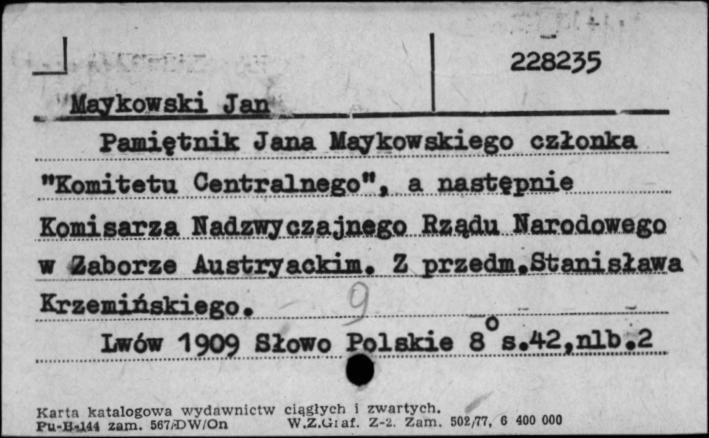 228235
Maykowski Jan
Pamiętnik Jana Maykowskiego członka
"Komitetu Centralnego", a następnie
Komisarza Nadzwyczajnego Rządu Narodowego
w Zaborze Austryackim. Z przedm.Stanisława
Krzemińskiego.
9
Lwów 1909 Słowo Polskie 8° s.42,nlb.2
Karta katalogowa wydawnictw ciągłych i zwartych.
Pu-B-144 zam. 567/DW/On W.Z.Graf. Z-2. Zam. 502/77. 6 400 000